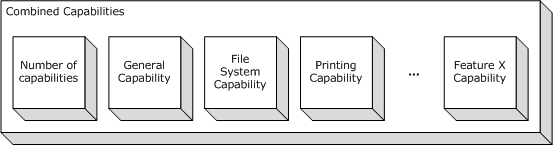 Combined Capabilities
Number of
capabilities
General
Capability
File
System
Capability
Printing
Capability
...
Feature X
Capability